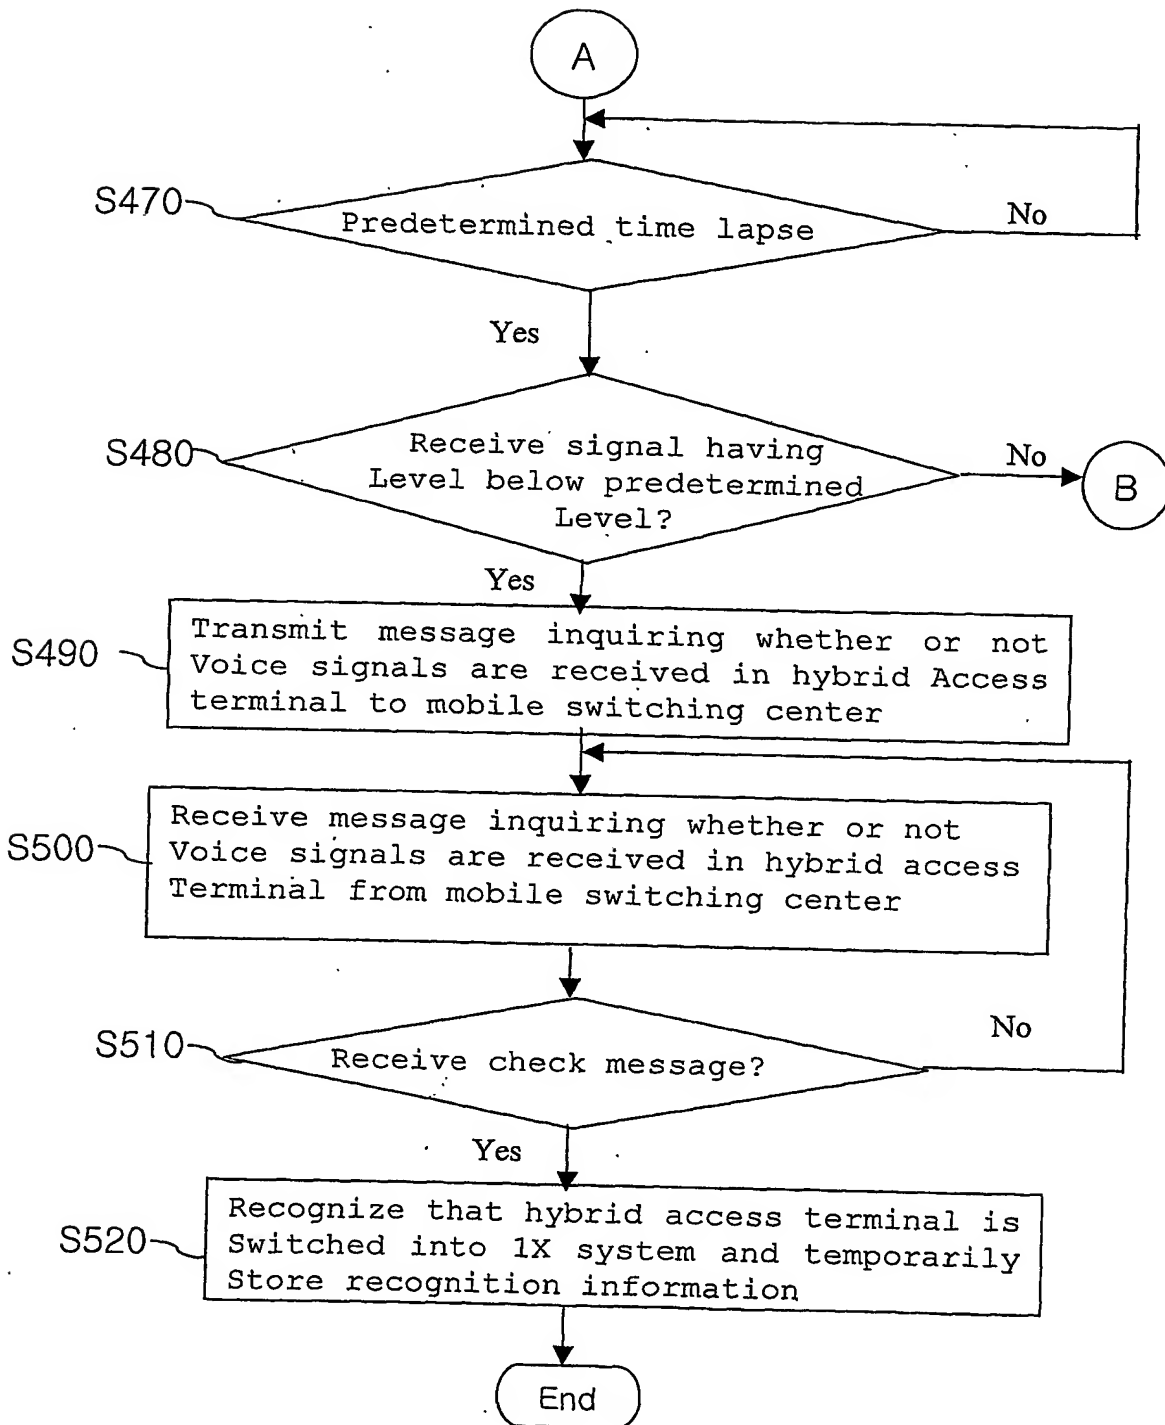 A
S470
Predetermined time lapse
No
Yes
S480
Receive signal having
Level below predetermined
Level?
No
B
Yes
S490
Transmit message inquiring whether or not
Voice signals are received in hybrid Access
terminal to mobile switching center
S500
Receive message inquiring whether or not
Voice signals are received in hybrid access
Terminal from mobile switching center
No
S510
Receive check message?
Yes
S520
Recognize that hybrid access terminal is
Switched into 1X system and temporarily
Store recognition information
End